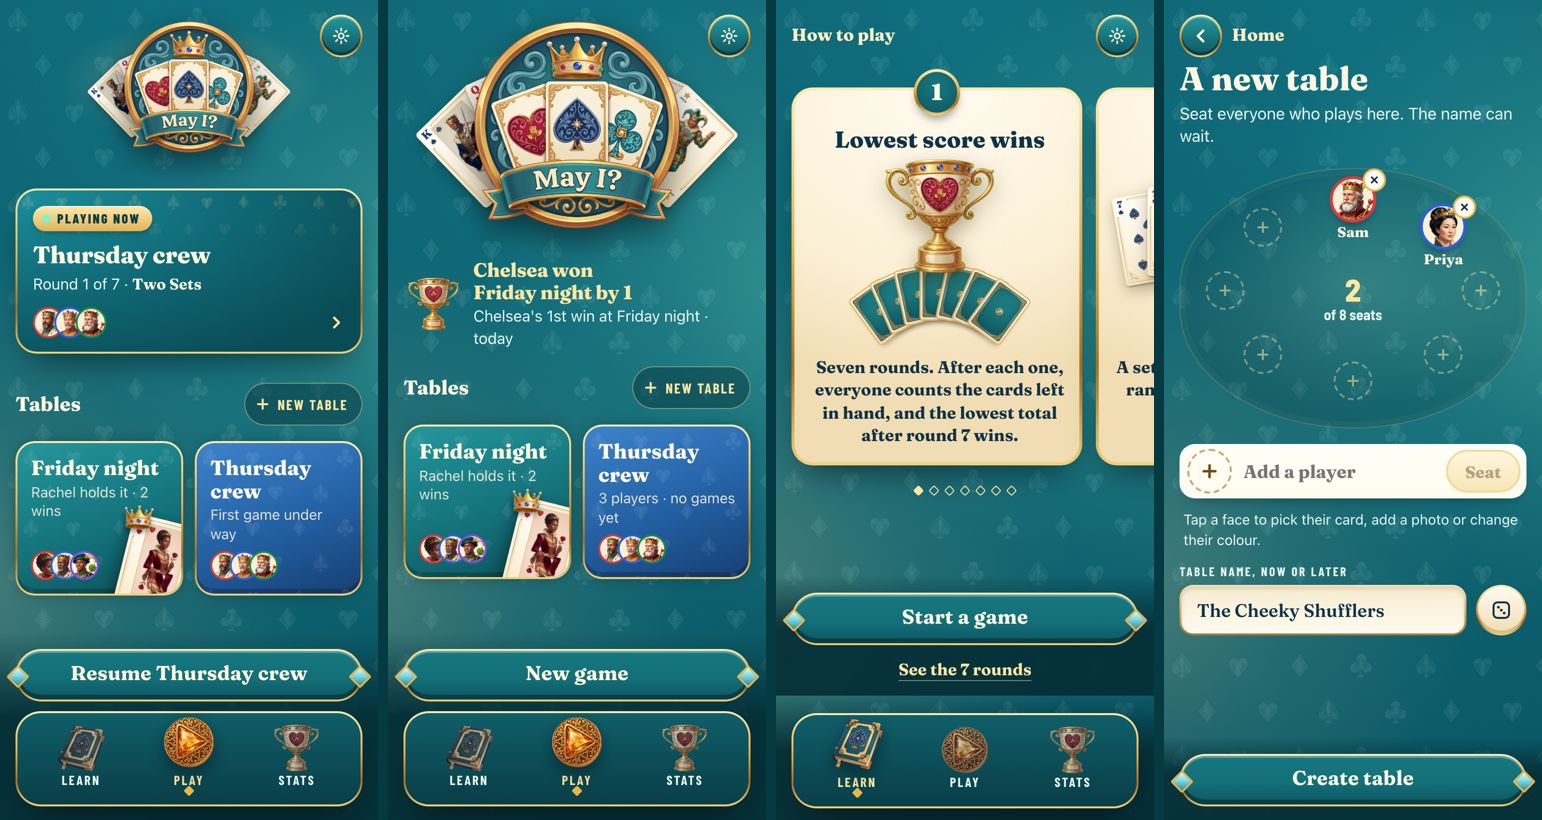 May I?
PLAYING NOW
Thursday crew
Round 1 of 7 · Two Sets
Tables
+ NEW TABLE
Friday night
Rachel holds it · 2
wins
Thursday
crew
First game under
way
Resume Thursday crew
LEARN
PLAY
STATS
K
May I?
Chelsea won
Friday night by 1
Chelsea's 1st win at Friday night ·
today
Tables
+ NEW TABLE
Friday night
Rachel holds it · 2
wins
Thursday
crew
3 players · no games
yet
New game
LEARN
PLAY
STATS
How to play
1
Lowest score wins
Seven rounds. After each one,
everyone counts the cards left
in hand, and the lowest total
after round 7 wins.
A set
ran
Start a game
See the 7 rounds
LEARN
PLAY
STATS
Home
A new table
Seat everyone who plays here. The name can
wait.
Sam
Priya
2
of 8 seats
+ Add a player
Seat
Tap a face to pick their card, add a photo or change
their colour.
TABLE NAME, NOW OR LATER
The Cheeky Shufflers
Create table